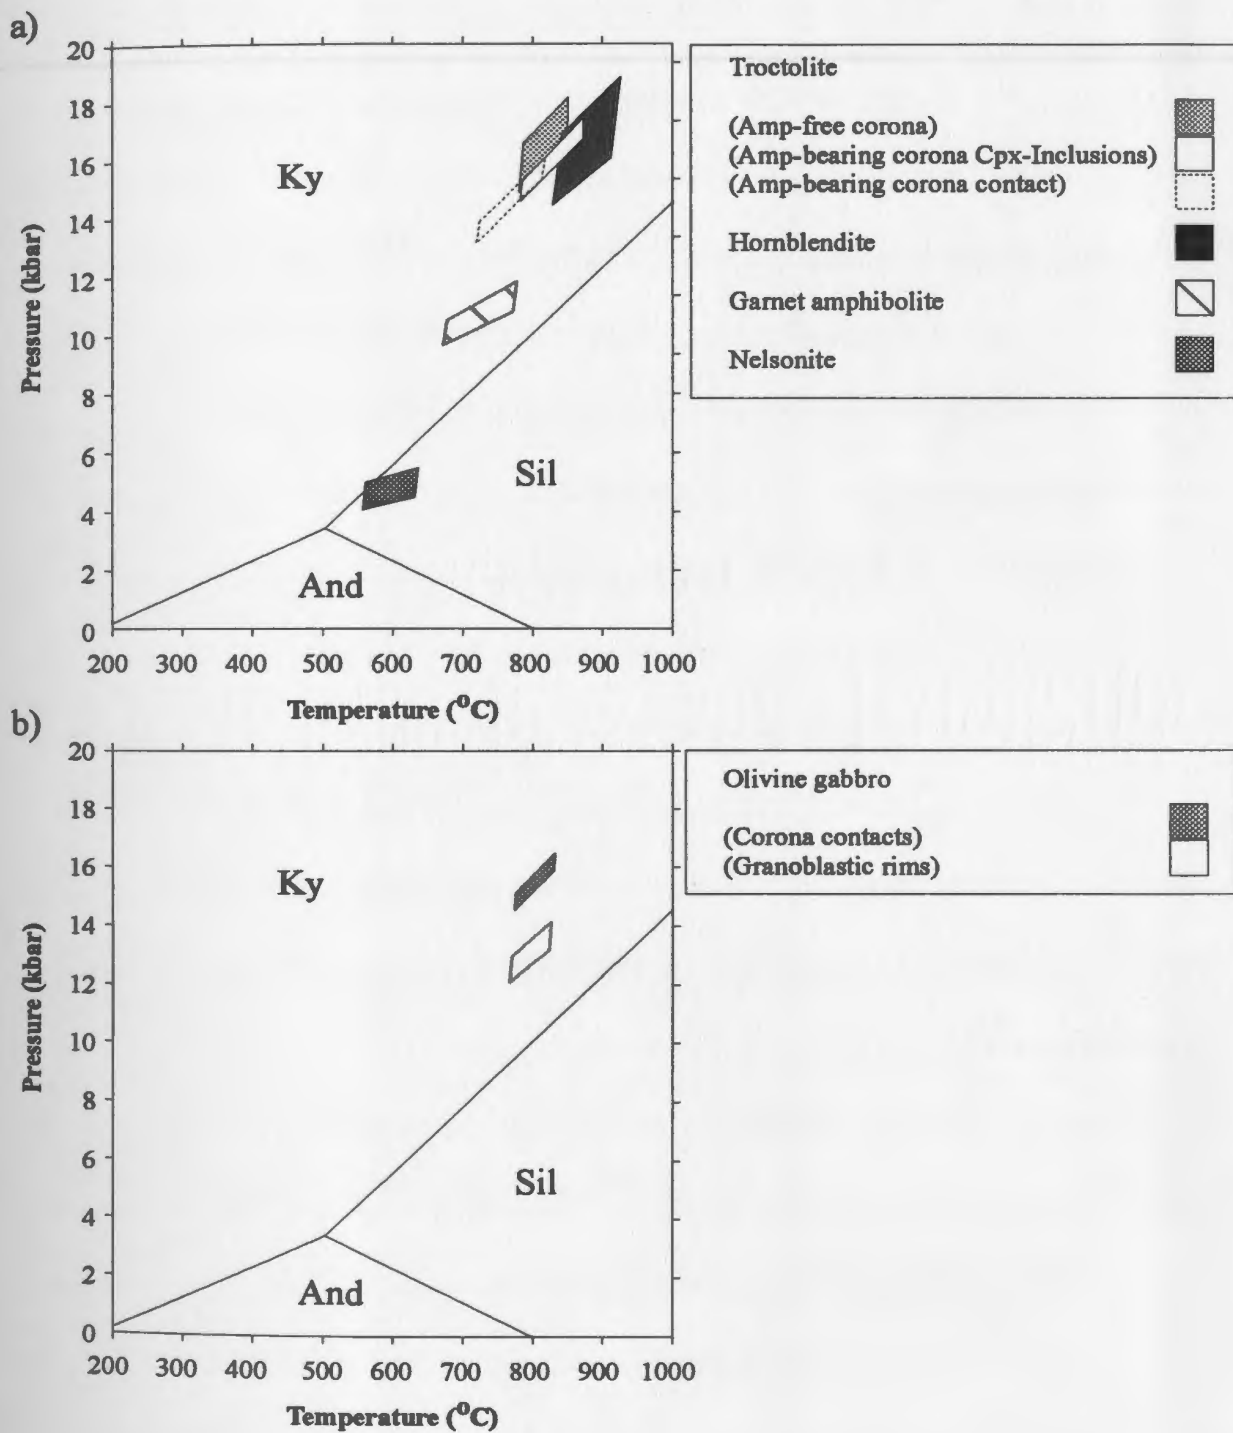 a)
20
18
16
14
12
10
8
6
4
2
0
Pressure (kbar)
Ky
Sil
And
200 300 400 500 600 700 800 900 1000
Temperature (°C)
Troctolite
(Amp-free corona)
(Amp-bearing corona Cpx-Inclusions)
(Amp-bearing corona contact)
Hornblendite
Garnet amphibolite
Nelsonite
b)
20
18
16
14
12
10
8
6
4
2
0
Pressure (kbar)
Ky
Sil
And
200 300 400 500 600 700 800 900 1000
Temperature (°C)
Olivine gabbro
(Corona contacts)
(Granoblastic rims)